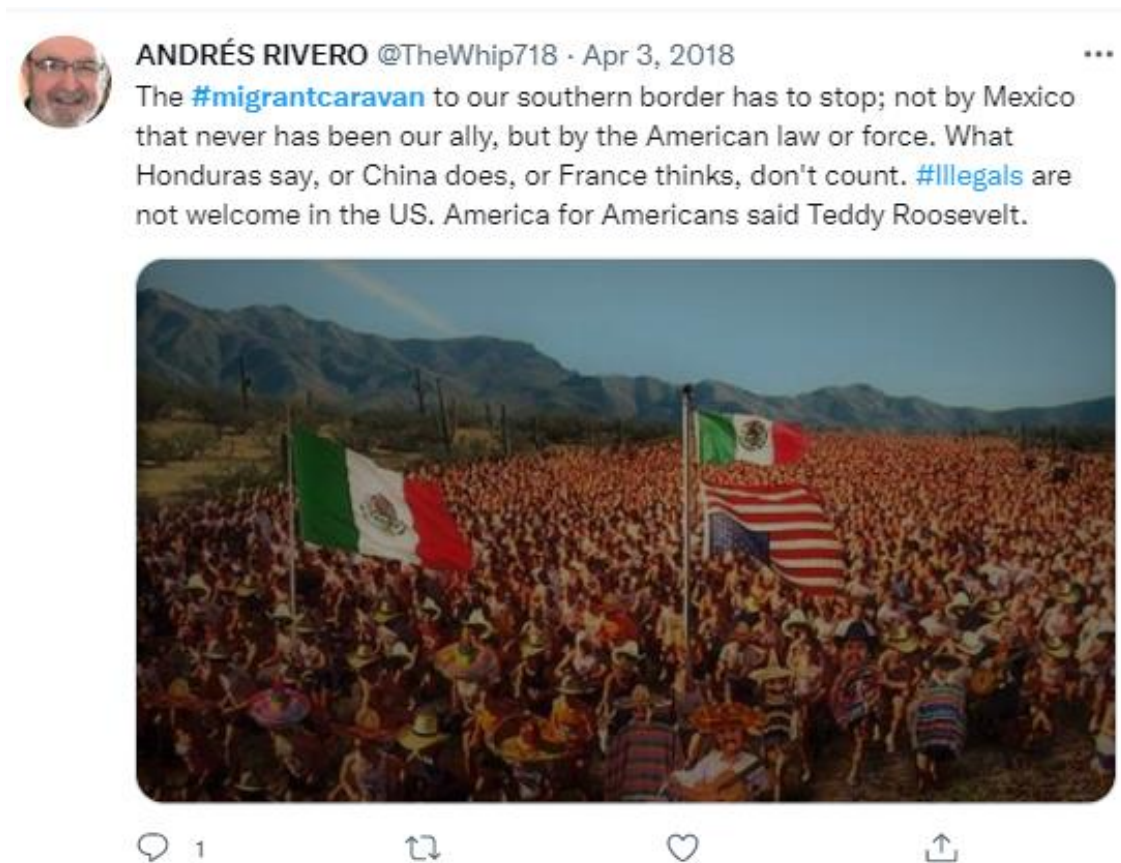 ANDRÉS RIVERO @TheWhip718 · Apr 3, 2018
The #migrantcaravan to our southern border has to stop; not by Mexico
that never has been our ally, but by the American law or force. What
Honduras say, or China does, or France thinks, don't count. #Illegals are
not welcome in the US. America for Americans said Teddy Roosevelt.
1